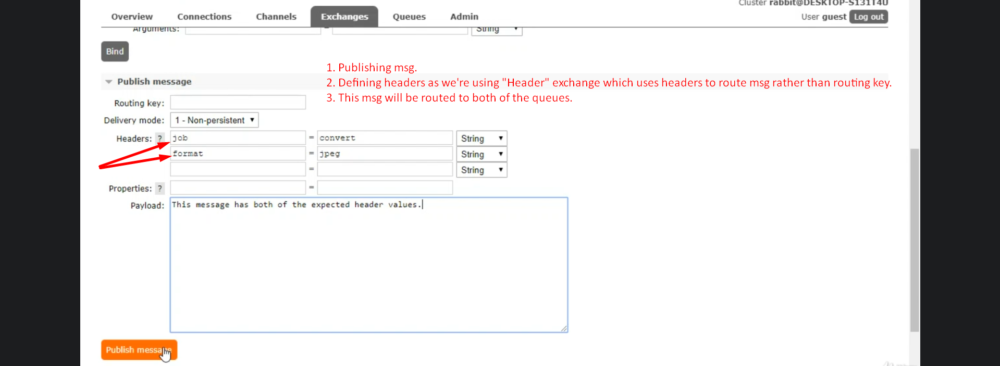 Cluster rabbit@DESKTOP-S131T4U
Overview Connections Channels Exchanges Queues Admin User guest Log out
Arguments: = String
Bind
1. Publishing msg.
Publish message
2. Defining headers as we're using "Header" exchange which uses headers to route msg rather than routing key.
3. This msg will be routed to both of the queues.
Routing key:
Delivery mode: 1 - Non-persistent
Headers: ? job = convert String
format = jpeg String
= String
Properties: ? =
Payload: This message has both of the expected header values.
Publish message